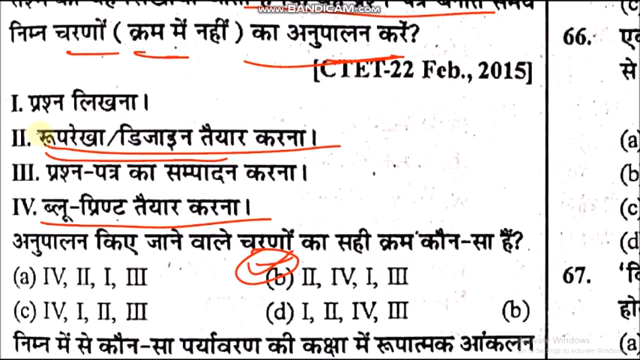 WWW.BANDICAM.COM
निम्न चरणों ( क्रम में नहीं ) का अनुपालन करें?
[CTET-22 Feb., 2015]
I. प्रश्न लिखना।
II. रूपरेखा/डिजाइन तैयार करना।
III. प्रश्न-पत्र का सम्पादन करना।
IV. ब्लू-प्रिण्ट तैयार करना।
अनुपालन किए जाने वाले चरणों का सही क्रम कौन-सा है?
(a) IV, II, I, III (b) II, IV, I, III
(c) IV, I, II, III (d) I, II, IV, III (b)
निम्न में से कौन-सा पर्यावरण की कक्षा में रूपात्मक आंकलन
66.
से
(a)
(b)
(c)
(d)
67.
(a)
Activate Windows